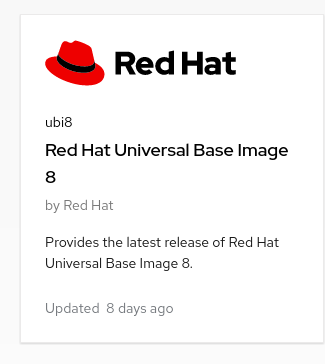 Red Hat
ubi8
Red Hat Universal Base Image
8
by Red Hat
Provides the latest release of Red Hat
Universal Base Image 8.
Updated 8 days ago